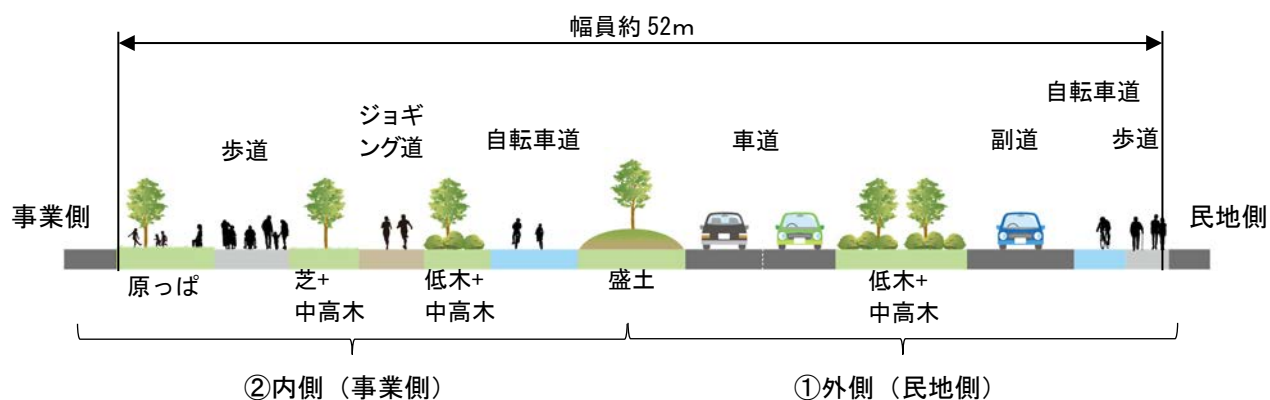 幅員約52m
自転車道
ジョギ
ング道
歩道
自転車道
車道
副道
歩道
事業側
民地側
原っぱ
芝+
中高木
低木+
中高木
盛土
低木+
中高木
②内側（事業側）
①外側（民地側）